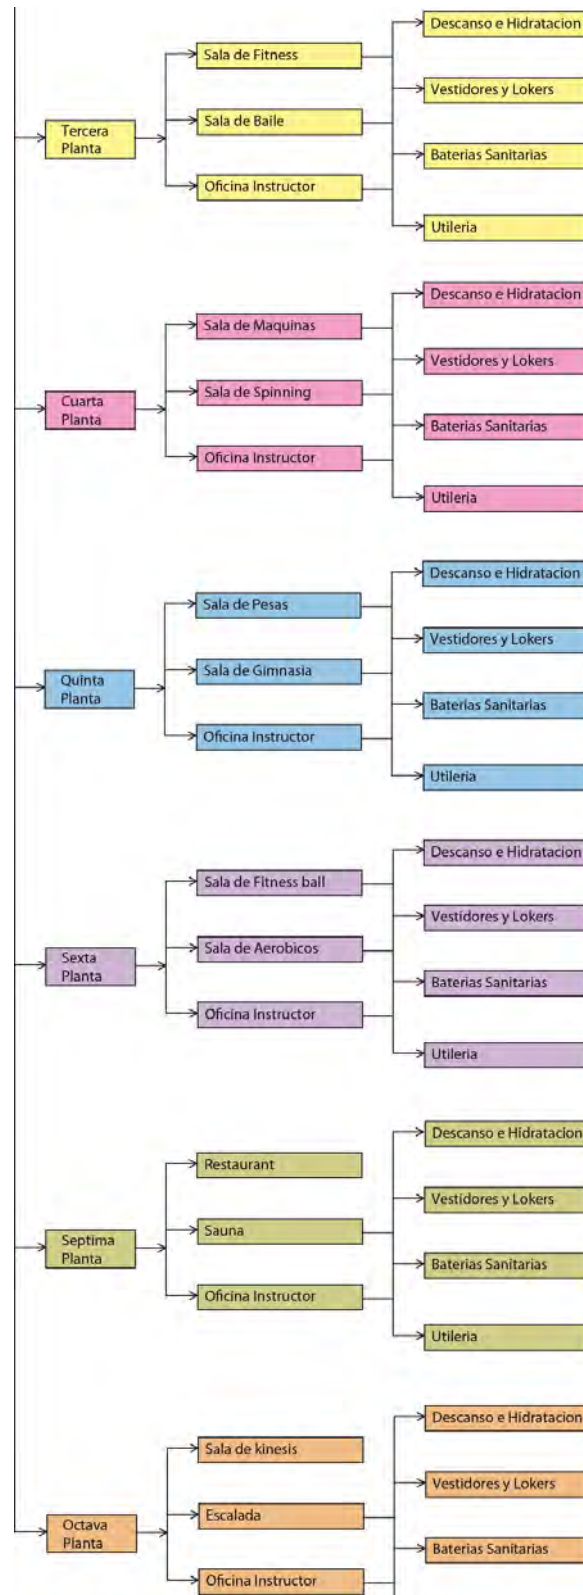 Descanso e Hidratacion
Sala de Fitness
Vestidores y Lokers
Tercera
Planta
Sala de Baile
Baterias Sanitarias
Oficina Instructor
Utileria
Descanso e Hidratacion
Sala de Maquinas
Vestidores y Lokers
Cuarta
Planta
Sala de Spinning
Baterias Sanitarias
Oficina Instructor
Utileria
Descanso e Hidratacion
Sala de Pesas
Vestidores y Lokers
Quinta
Planta
Sala de Gimnasia
Baterias Sanitarias
Oficina Instructor
Utileria
Descanso e Hidratacion
Sala de Fitness ball
Vestidores y Lokers
Sexta
Planta
Sala de Aerobicos
Baterias Sanitarias
Oficina Instructor
Utileria
Descanso e Hidratacion
Restaurant
Vestidores y Lokers
Septima
Planta
Sauna
Baterias Sanitarias
Oficina Instructor
Utileria
Descanso e Hidratacion
Sala de kinesis
Vestidores y Lokers
Octava
Planta
Escalada
Baterias Sanitarias
Oficina Instructor